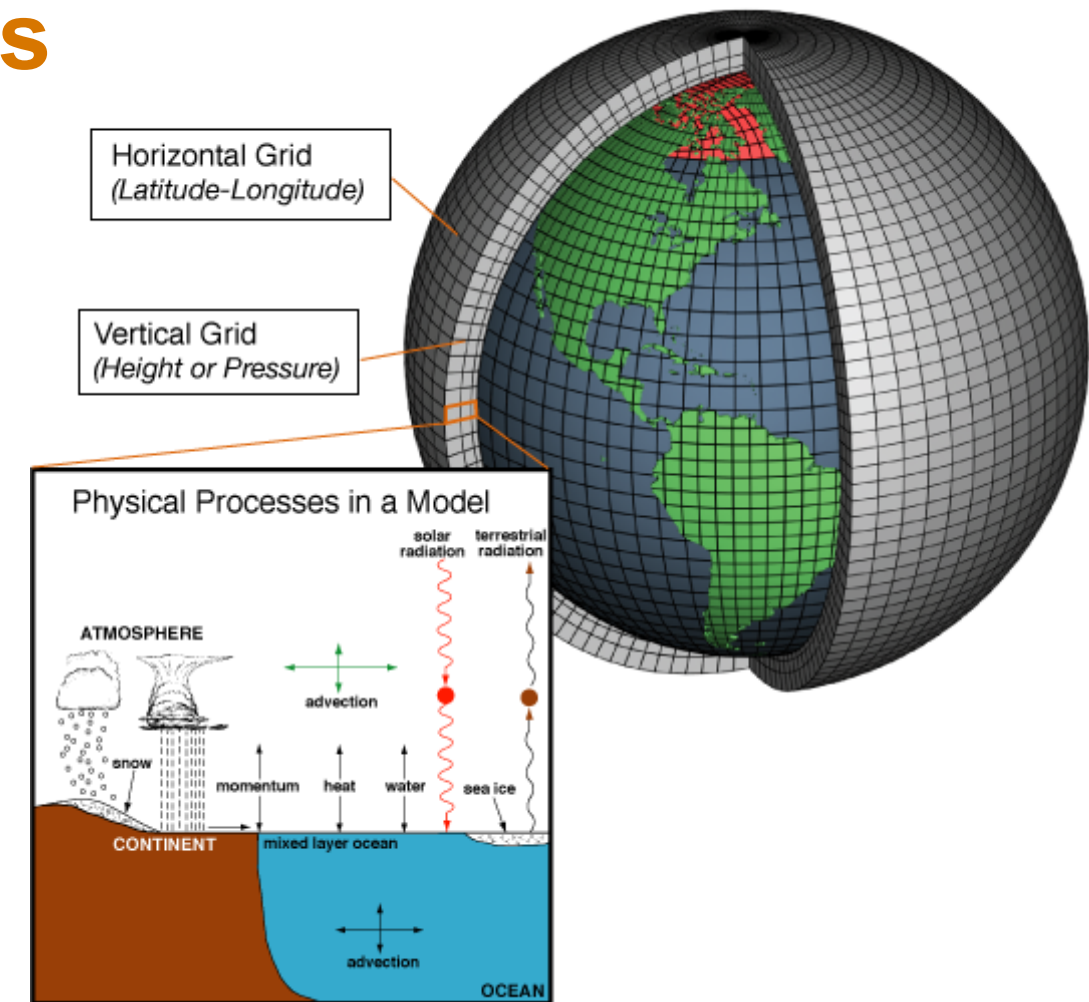 s
Horizontal Grid
(Latitude-Longitude)
Vertical Grid
(Height or Pressure)
Physical Processes in a Model
solar
radiation
terrestrial
radiation
ATMOSPHERE
advection
snow
momentum
heat
water
sea ice
CONTINENT
mixed layer ocean
advection
OCEAN